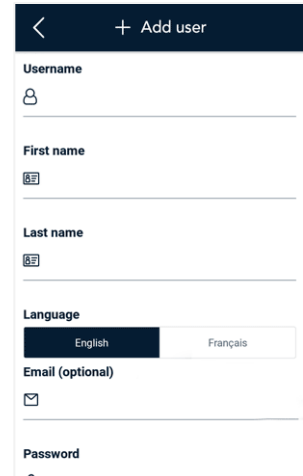 + Add user
Username
First name
Last name
Language
English Français
Email (optional)
Password